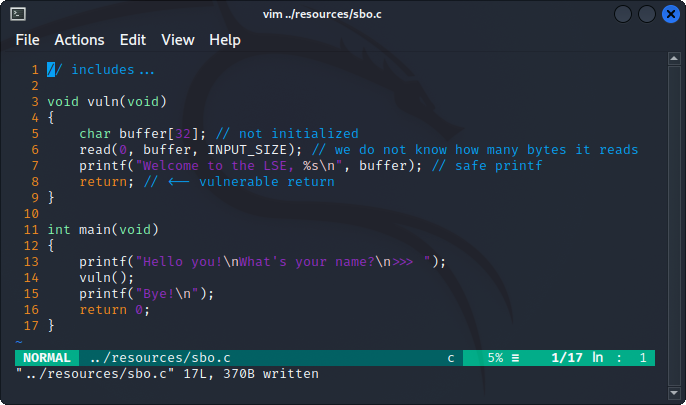 vim ../resources/sbo.c
File Actions Edit View Help
1 // includes...
2
3 void vuln(void)
4 {
5     char buffer[32]; // not initialized
6     read(0, buffer, INPUT_SIZE); // we do not know how many bytes it reads
7     printf("Welcome to the LSE, %s\n", buffer); // safe printf
8     return; // <-- vulnerable return
9 }
10
11 int main(void)
12 {
13     printf("Hello you!\nWhat's your name?\n>>> ");
14     vuln();
15     printf("Bye!\n");
16     return 0;
17 }
~
NORMAL ../resources/sbo.c c 5% ≡ 1/17 ㏑ : 1
"../resources/sbo.c" 17L, 370B written